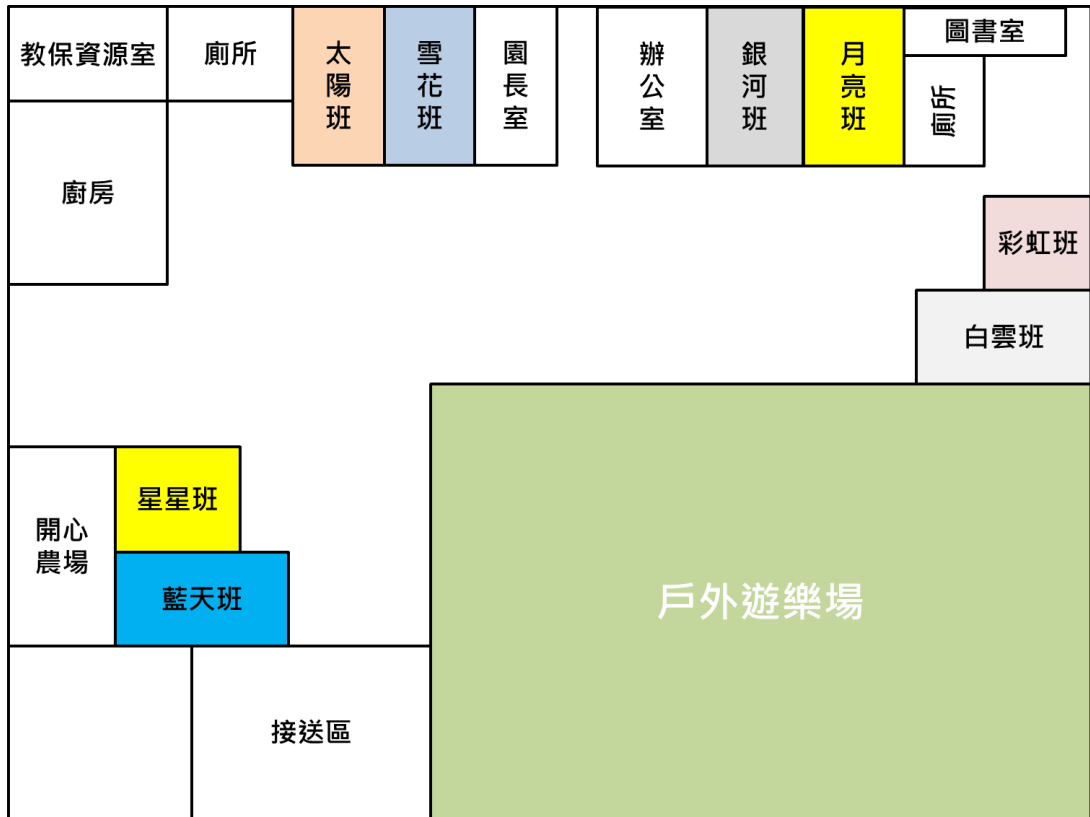 教保資源室
廁所
太陽班
雪花班
園長室
辦公室
銀河班
月亮班
圖書室
廁所
廚房
彩虹班
白雲班
星星班
開心
農場
藍天班
戶外遊樂場
接送區